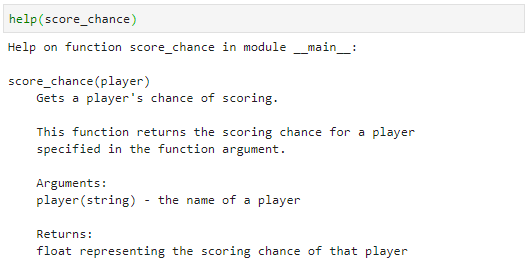 help(score_chance)
Help on function score_chance in module __main__:
score_chance(player)
Gets a player's chance of scoring.
This function returns the scoring chance for a player
specified in the function argument.
Arguments:
player(string) - the name of a player
Returns:
float representing the scoring chance of that player